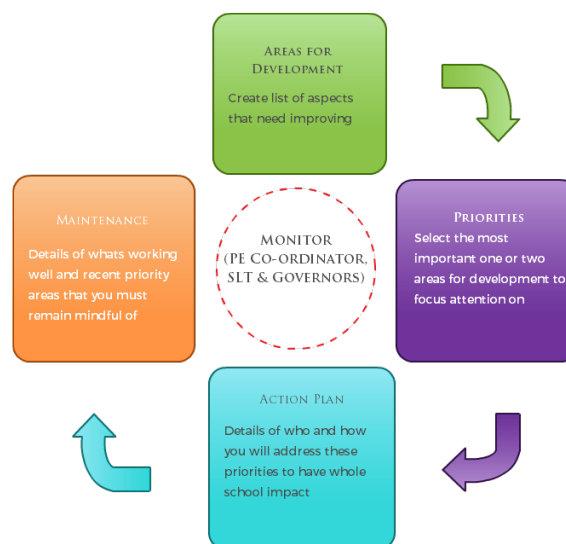 AREAS FOR
DEVELOPMENT
Create list of aspects
that need improving
PRIORITIES
Select the most
important one or two
areas for development to
focus attention on
ACTION PLAN
Details of who and how
you will address these
priorities to have whole
school impact
MAINTENANCE
Details of whats working
well and recent priority
areas that you must
remain mindful of
MONITOR
(PE CO-ORDINATOR,
SLT & GOVERNORS)